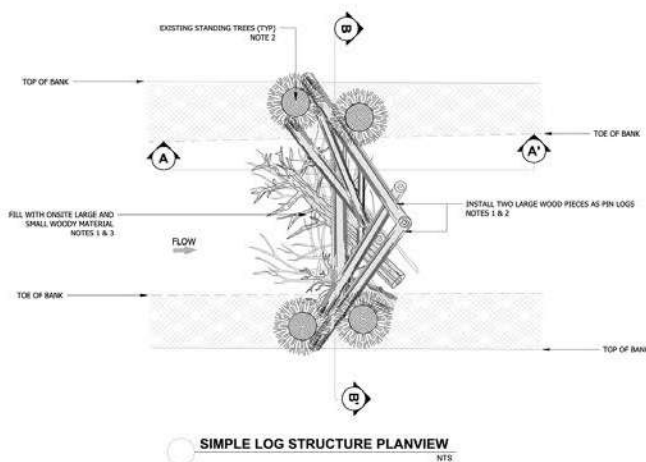 EXISTING STANDING TREES (TYP)
NOTE 2
B
TOP OF BANK
TOE OF BANK
A
A'
FILL WITH ONSITE LARGE AND
SMALL WOODY MATERIAL
NOTES 1 & 3
INSTALL TWO LARGE WOOD PIECES AS PIN LOGS
NOTES 1 & 2
FLOW
TOE OF BANK
TOP OF BANK
B'
SIMPLE LOG STRUCTURE PLANVIEW
NTS